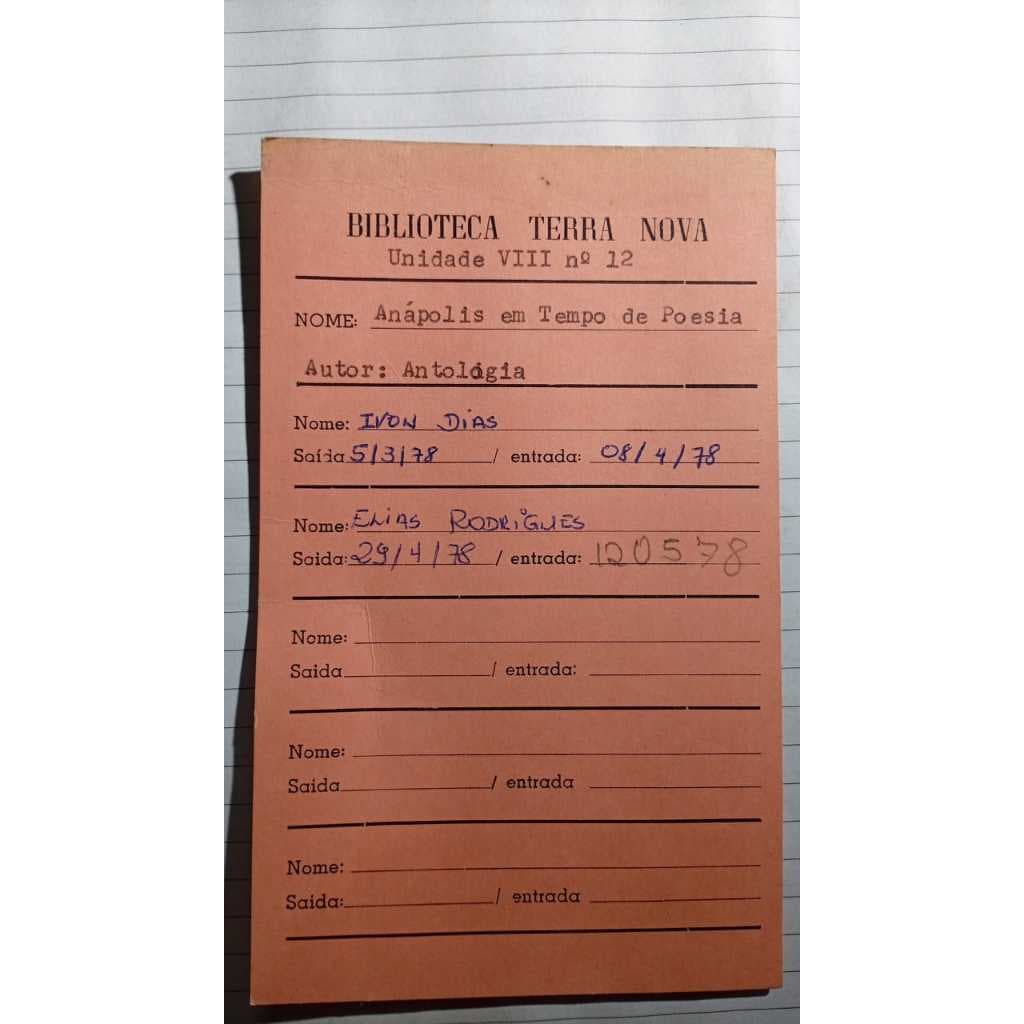 BIBLIOTECA TERRA NOVA
Unidade VIII nº 12
NOME: Anápolis em Tempo de Poesia
Autor: Antológia
Nome: IVON DIAS
Saída 5/3/78 / entrada: 08/4/78
Nome: ELIAS RODRIGUES
Saida: 29/4/78 / entrada: 120578
Nome:
Saida / entrada:
Nome:
Saida / entrada
Nome:
Saida: / entrada